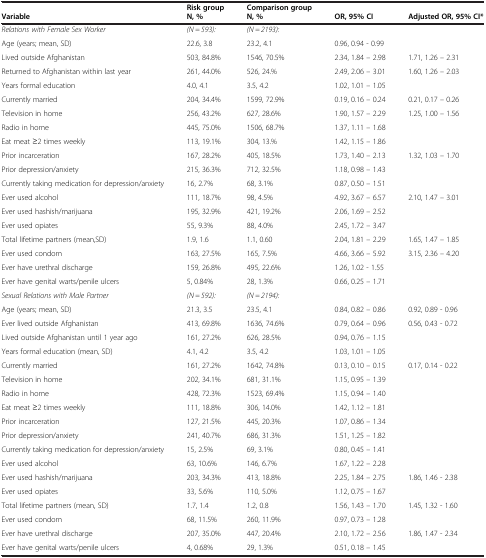 Variable Risk group N, % Comparison group N, % OR, 95% CI Adjusted OR, 95% CI*
Relations with Female Sex Worker (N = 593): (N = 2193):
Age (years; mean, SD) 22.6, 3.8 23.2, 4.1 0.96, 0.94 - 0.99
Lived outside Afghanistan 503, 84.8% 1546, 70.5% 2.34, 1.84 – 2.98 1.71, 1.26 – 2.31
Returned to Afghanistan within last year 261, 44.0% 526, 24.% 2.49, 2.06 – 3.01 1.60, 1.26 – 2.03
Years formal education 4.0, 4.1 3.5, 4.2 1.02, 1.01 – 1.05
Currently married 204, 34.4% 1599, 72.9% 0.19, 0.16 – 0.24 0.21, 0.17 – 0.26
Television in home 256, 43.2% 627, 28.6% 1.90, 1.57 – 2.29 1.25, 1.00 – 1.56
Radio in home 445, 75.0% 1506, 68.7% 1.37, 1.11 – 1.68
Eat meat ≥2 times weekly 113, 19.1% 304, 13.% 1.42, 1.15 – 1.86
Prior incarceration 167, 28.2% 405, 18.5% 1.73, 1.40 – 2.13 1.32, 1.03 – 1.70
Prior depression/anxiety 215, 36.3% 712, 32.5% 1.18, 0.98 – 1.43
Currently taking medication for depression/anxiety 16, 2.7% 68, 3.1% 0.87, 0.50 – 1.51
Ever used alcohol 111, 18.7% 98, 4.5% 4.92, 3.67 – 6.57 2.10, 1.47 – 3.01
Ever used hashish/marijuana 195, 32.9% 421, 19.2% 2.06, 1.69 – 2.52
Ever used opiates 55, 9.3% 88, 4.0% 2.45, 1.72 – 3.47
Total lifetime partners (mean,SD) 1.9, 1.6 1.1, 0.60 2.04, 1.81 – 2.29 1.65, 1.47 – 1.85
Ever used condom 163, 27.5% 165, 7.5% 4.66, 3.66 – 5.92 3.15, 2.36 – 4.20
Ever have urethral discharge 159, 26.8% 495, 22.6% 1.26, 1.02 - 1.55
Ever have genital warts/penile ulcers 5, 0.84% 28, 1.3% 0.66, 0.25 – 1.71
Sexual Relations with Male Partner (N = 592): (N = 2194):
Age (years; mean, SD) 21.3, 3.5 23.5, 4.1 0.84, 0.82 – 0.86 0.92, 0.89 - 0.96
Ever lived outside Afghanistan 413, 69.8% 1636, 74.6% 0.79, 0.64 – 0.96 0.56, 0.43 - 0.72
Lived outside Afghanistan until 1 year ago 161, 27.2% 626, 28.5% 0.94, 0.76 – 1.15
Years formal education (mean, SD) 4.1, 4.2 3.5, 4.2 1.03, 1.01 – 1.05
Currently married 161, 27.2% 1642, 74.8% 0.13, 0.10 – 0.15 0.17, 0.14 - 0.22
Television in home 202, 34.1% 681, 31.1% 1.15, 0.95 – 1.39
Radio in home 428, 72.3% 1523, 69.4% 1.15, 0.94 – 1.40
Eat meat ≥2 times weekly 111, 18.8% 306, 14.0% 1.42, 1.12 – 1.81
Prior incarceration 127, 21.5% 445, 20.3% 1.07, 0.86 – 1.34
Prior depression/anxiety 241, 40.7% 686, 31.3% 1.51, 1.25 – 1.82
Currently taking medication for depression/anxiety 15, 2.5% 69, 3.1% 0.80, 0.45 – 1.41
Ever used alcohol 63, 10.6% 146, 6.7% 1.67, 1.22 – 2.28
Ever used hashish/marijuana 203, 34.3% 413, 18.8% 2.25, 1.84 – 2.75 1.86, 1.46 - 2.38
Ever used opiates 33, 5.6% 110, 5.0% 1.12, 0.75 – 1.67
Total lifetime partners (mean, SD) 1.7, 1.4 1.2, 0.8 1.56, 1.43 – 1.70 1.45, 1.32 - 1.60
Ever used condom 68, 11.5% 260, 11.9% 0.97, 0.73 – 1.28
Ever have urethral discharge 207, 35.0% 447, 20.4% 2.10, 1.72 – 2.56 1.86, 1.47 - 2.34
Ever have genital warts/penile ulcers 4, 0.68% 29, 1.3% 0.51, 0.18 – 1.45